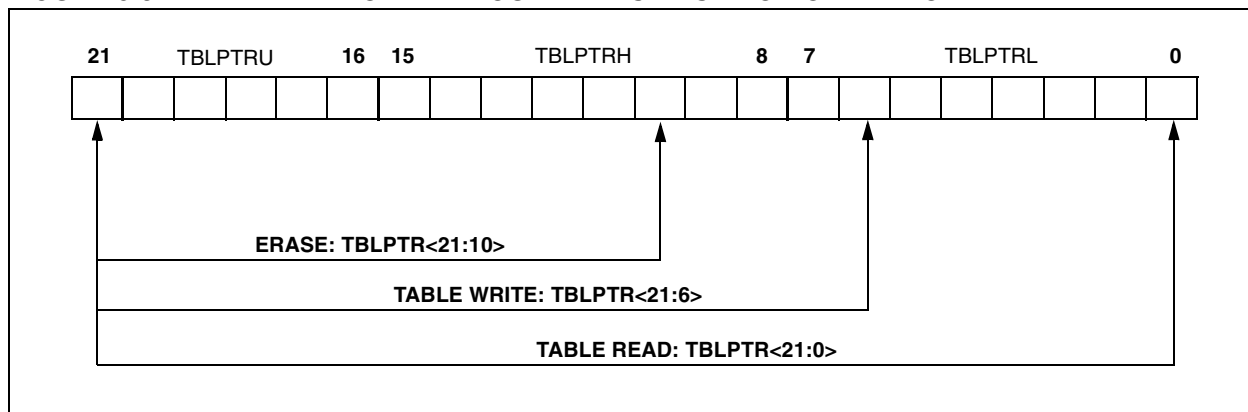 21 TBLPTRU 16 15 TBLPTRH 8 7 TBLPTRL 0
ERASE: TBLPTR<21:10>
TABLE WRITE: TBLPTR<21:6>
TABLE READ: TBLPTR<21:0>